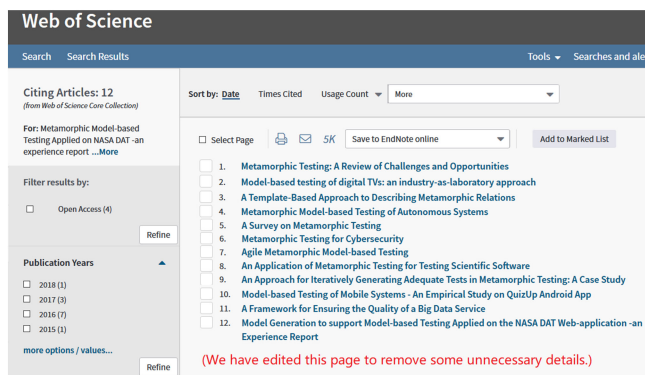 Web of Science
Search Search Results Tools Searches and ale
Citing Articles: 12
(from Web of Science Core Collection)
For: Metamorphic Model-based
Testing Applied on NASA DAT -an
experience report ...More
Filter results by:
Open Access (4)
Refine
Publication Years
2018 (1)
2017 (3)
2016 (7)
2015 (1)
more options / values...
Refine
Sort by: Date Times Cited Usage Count More
Select Page 5K Save to EndNote online Add to Marked List
1. Metamorphic Testing: A Review of Challenges and Opportunities
2. Model-based testing of digital TVs: an industry-as-laboratory approach
3. A Template-Based Approach to Describing Metamorphic Relations
4. Metamorphic Model-based Testing of Autonomous Systems
5. A Survey on Metamorphic Testing
6. Metamorphic Testing for Cybersecurity
7. Agile Metamorphic Model-based Testing
8. An Application of Metamorphic Testing for Testing Scientific Software
9. An Approach for Iteratively Generating Adequate Tests in Metamorphic Testing: A Case Study
10. Model-based Testing of Mobile Systems - An Empirical Study on QuizUp Android App
11. A Framework for Ensuring the Quality of a Big Data Service
12. Model Generation to support Model-based Testing Applied on the NASA DAT Web-application -an
Experience Report
(We have edited this page to remove some unnecessary details.)